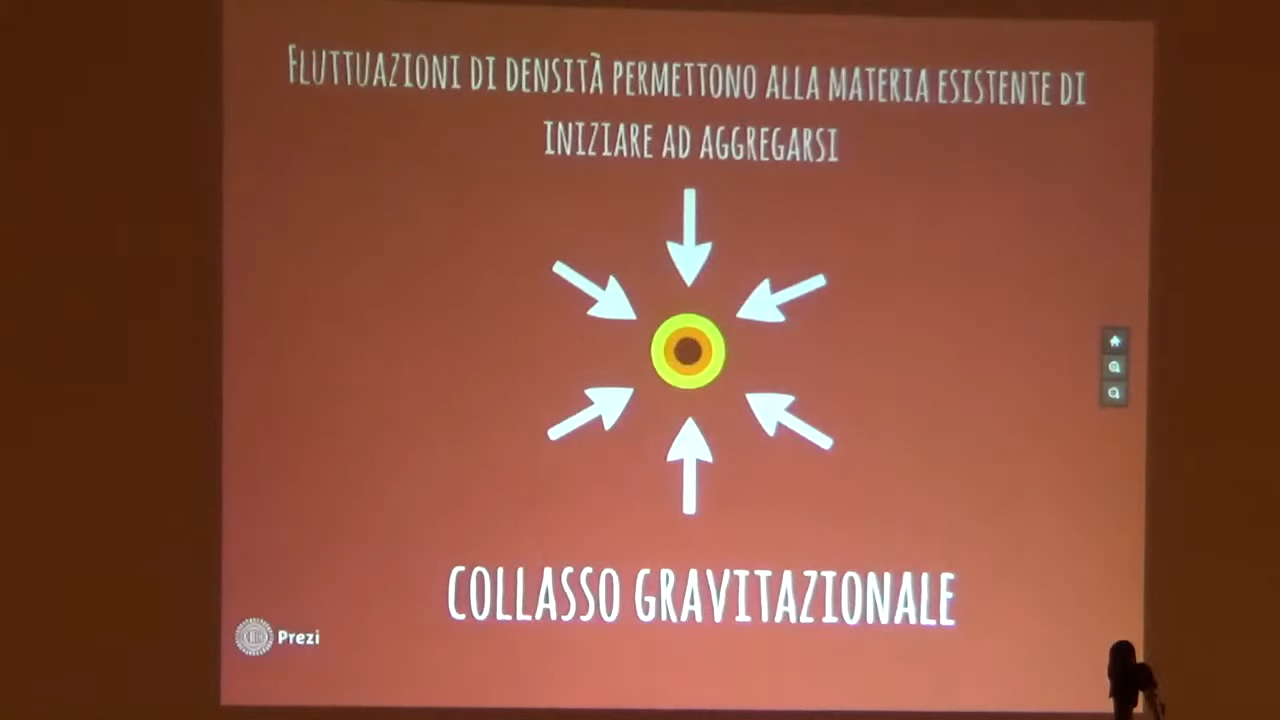 FLUTTUAZIONI DI DENSITÀ PERMETTONO ALLA MATERIA ESISTENTE DI
INIZIARE AD AGGREGARSI
COLLASSO GRAVITAZIONALE
Prezi